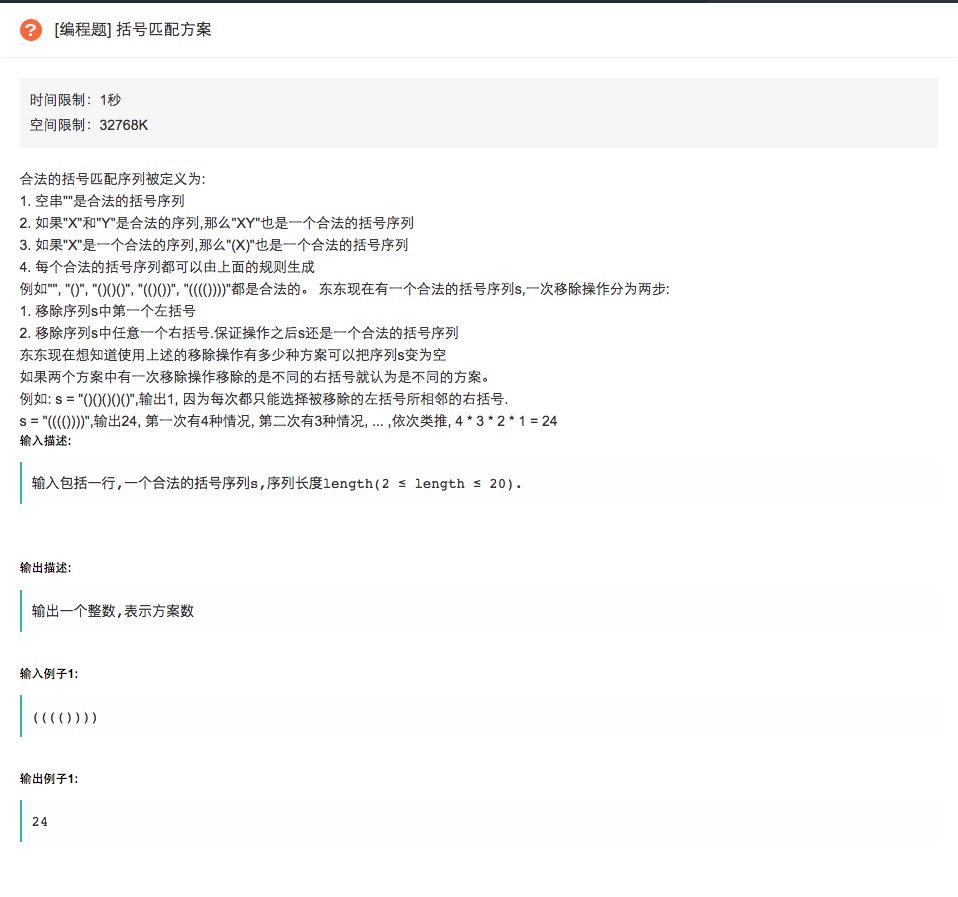 ?
[编程题] 括号匹配方案
时间限制：1秒
空间限制：32768K
合法的括号匹配序列被定义为:
1. 空串""是合法的括号序列
2. 如果"X"和"Y"是合法的序列,那么"XY"也是一个合法的括号序列
3. 如果"X"是一个合法的序列,那么"(X)"也是一个合法的括号序列
4. 每个合法的括号序列都可以由上面的规则生成
例如"", "()", "()()()", "(()())", "(((())))"都是合法的。 东东现在有一个合法的括号序列s,一次移除操作分为两步:
1. 移除序列s中第一个左括号
2. 移除序列s中任意一个右括号.保证操作之后s还是一个合法的括号序列
东东现在想知道使用上述的移除操作有多少种方案可以把序列s变为空
如果两个方案中有一次移除操作移除的是不同的右括号就认为是不同的方案。
例如: s = "()()()()()",输出1, 因为每次都只能选择被移除的左括号所相邻的右括号.
s = "(((())))",输出24, 第一次有4种情况, 第二次有3种情况, ... ,依次类推, 4 * 3 * 2 * 1 = 24
输入描述:
输入包括一行,一个合法的括号序列s,序列长度length(2 ≤ length ≤ 20).
输出描述:
输出一个整数,表示方案数
输入例子1:
(((())))
输出例子1:
24